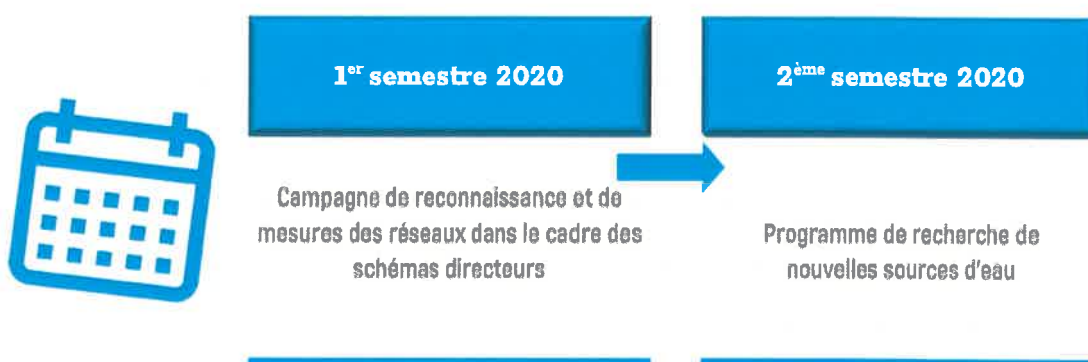 1er semestre 2020
2ème semestre 2020
Campagne de reconnaissance et de
mesures des réseaux dans le cadre des
schémas directeurs
Programme de recherche de
nouvelles sources d'eau